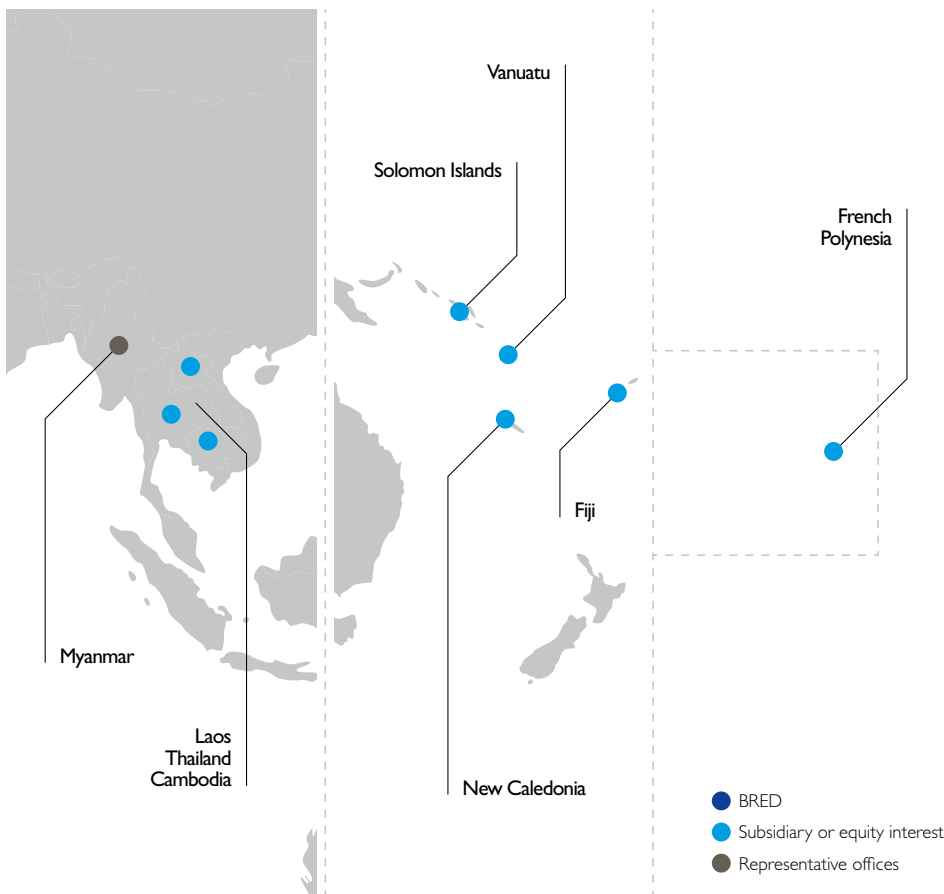 Vanuatu
Solomon Islands
French
Polynesia
Fiji
Myanmar
Laos
Thailand
Cambodia
New Caledonia
BRED
Subsidiary or equity interest
Representative offices